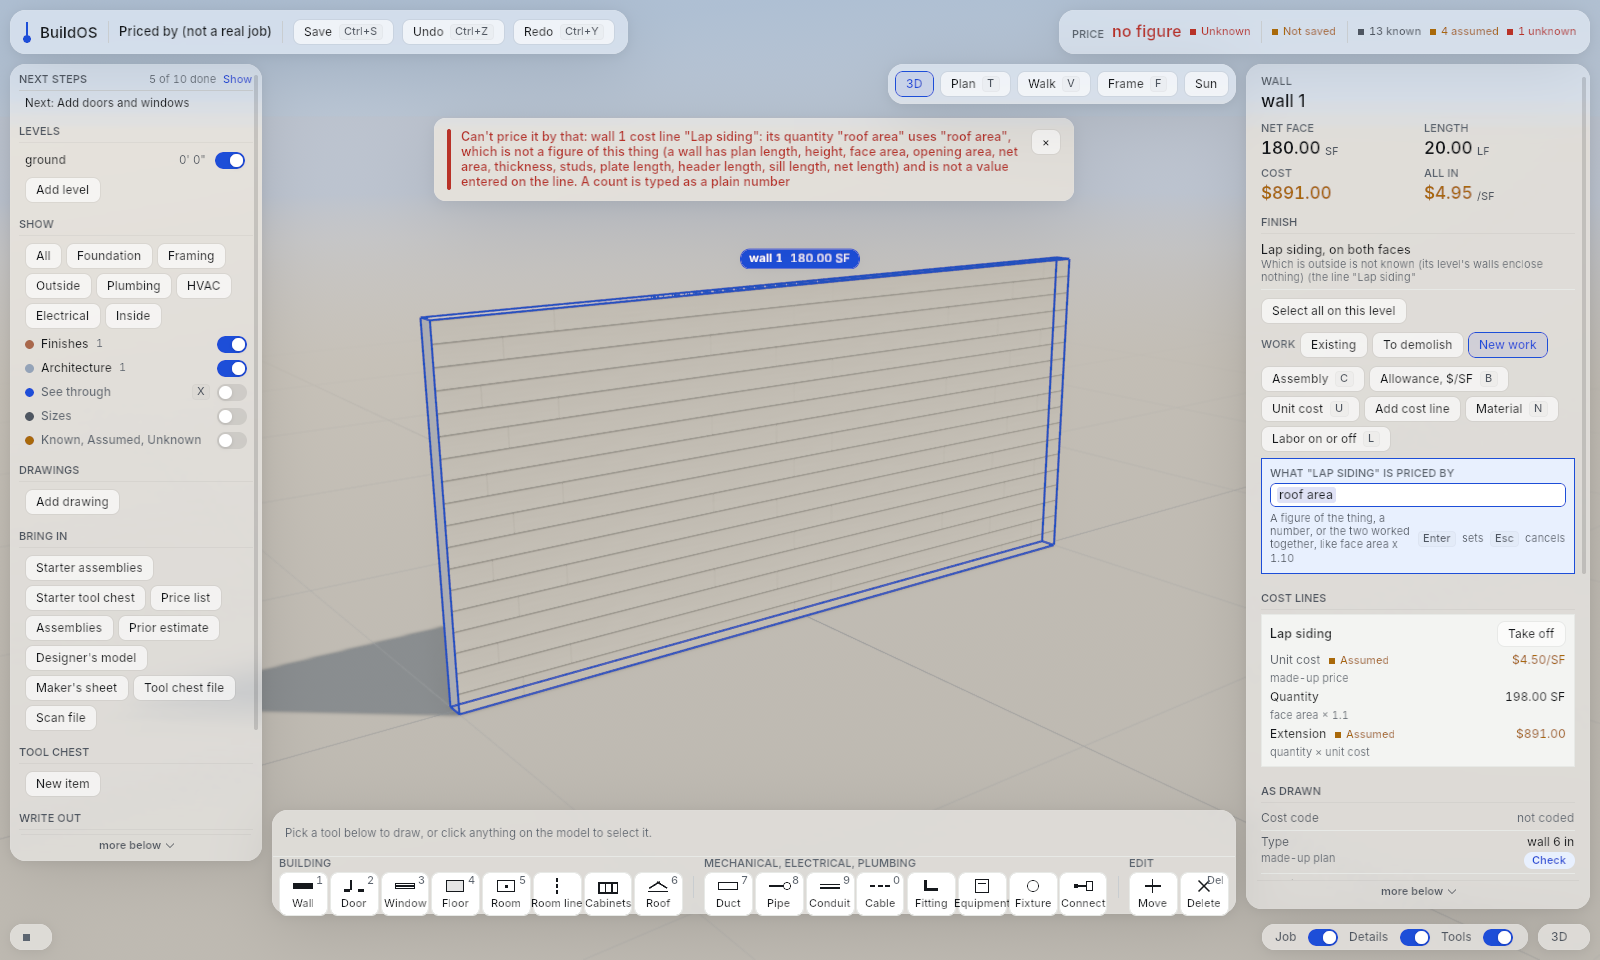 BuildOS
Priced by (not a real job)
Save Ctrl+S
Undo Ctrl+Z
Redo Ctrl+Y
PRICE no figure
Unknown
Not saved
13 known
4 assumed
1 unknown
NEXT STEPS 5 of 10 done Show
Next: Add doors and windows
LEVELS
ground 0' 0"
Add level
SHOW
All Foundation Framing
Outside Plumbing HVAC
Electrical Inside
Finishes 1
Architecture 1
See through X
Sizes
Known, Assumed, Unknown
DRAWINGS
Add drawing
BRING IN
Starter assemblies
Starter tool chest Price list
Assemblies Prior estimate
Designer's model
Maker's sheet Tool chest file
Scan file
TOOL CHEST
New item
WRITE OUT
more below
3D Plan T Walk V Frame F Sun
Can't price it by that: wall 1 cost line "Lap siding": its quantity "roof area" uses "roof area",
which is not a figure of this thing (a wall has plan length, height, face area, opening area, net
area, thickness, studs, plate length, header length, sill length, net length) and is not a value
entered on the line. A count is typed as a plain number
×
wall 1 180.00 SF
Pick a tool below to draw, or click anything on the model to select it.
BUILDING
1 2 3 4 5 6
Wall Door Window Floor Room Room line Cabinets Roof
MECHANICAL, ELECTRICAL, PLUMBING
7 8 9 0
Duct Pipe Conduit Cable Fitting Equipment Fixture Connect
EDIT
Del
Move Delete
WALL
wall 1
NET FACE LENGTH
180.00 SF 20.00 LF
COST ALL IN
$891.00 $4.95 /SF
FINISH
Lap siding, on both faces
Which is outside is not known (its level's walls enclose
nothing) (the line "Lap siding"
Select all on this level
WORK Existing To demolish New work
Assembly C Allowance, $/SF B
Unit cost U Add cost line Material N
Labor on or off L
WHAT "LAP SIDING" IS PRICED BY
roof area
A figure of the thing, a
number, or the two worked
together, like face area x
1.10
Enter sets Esc cancels
COST LINES
Lap siding Take off
Unit cost Assumed $4.50/SF
made-up price
Quantity 198.00 SF
face area × 1.1
Extension Assumed $891.00
quantity × unit cost
AS DRAWN
Cost code not coded
Type wall 6 in
made-up plan Check
more below
Job Details Tools 3D